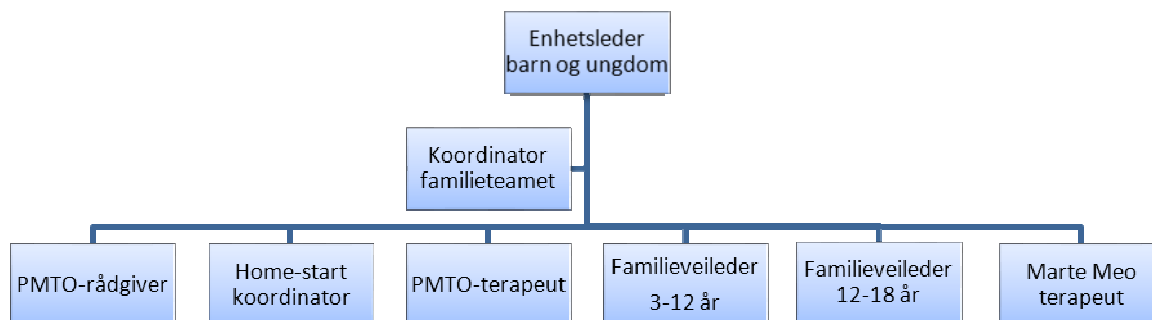 Enhetsleder
barn og ungdom
Koordinator
familieteamet
PMTO-rådgiver
Home-start
koordinator
PMTO-terapeut
Familieveileder
3-12 år
Familieveileder
12-18 år
Marte Meo
terapeut